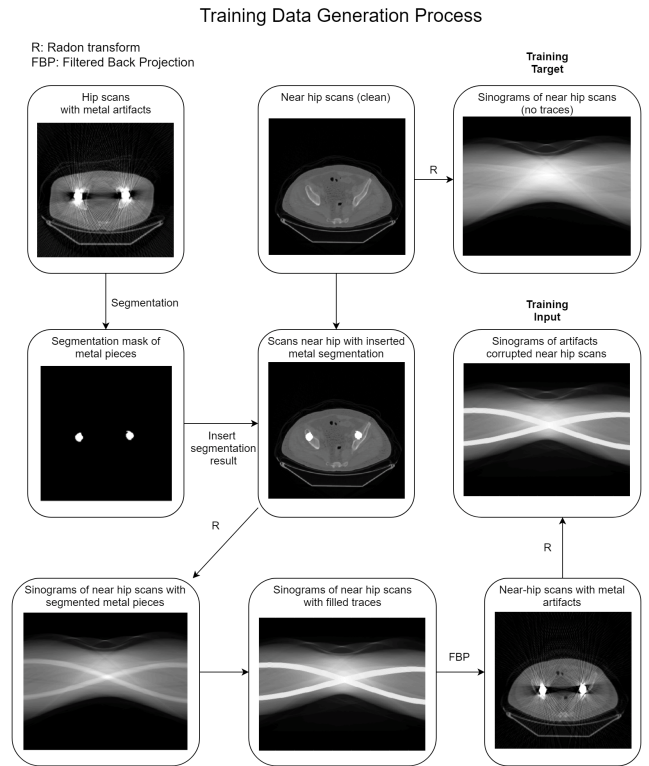 Training Data Generation Process
R: Radon transform
FBP: Filtered Back Projection
Training
Target
Hip scans
with metal artifacts
Near hip scans (clean)
Sinograms of near hip scans
(no traces)
R
Segmentation
Training
Input
Segmentation mask of
metal pieces
Scans near hip with inserted
metal segmentation
Sinograms of artifacts
corrupted near hip scans
Insert
segmentation
result
R
R
Sinograms of near hip scans with
segmented metal pieces
Sinograms of near hip scans
with filled traces
Near-hip scans with metal
artifacts
FBP